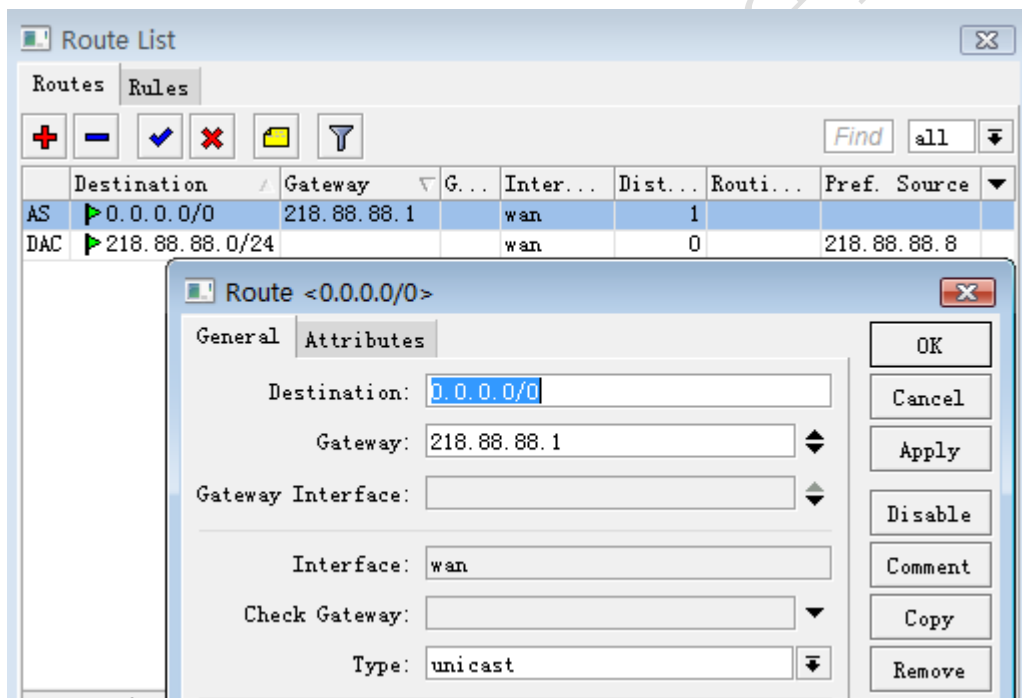 Route List
Routes Rules
Find all
Destination Gateway G... Inter... Dist... Routi... Pref. Source
AS 0.0.0.0/0 218.88.88.1 wan 1
DAC 218.88.88.0/24 wan 0 218.88.88.8
Route <0.0.0.0/0>
General Attributes
OK
Destination: 0.0.0.0/0
Cancel
Gateway: 218.88.88.1
Apply
Gateway Interface:
Disable
Interface: wan
Comment
Check Gateway:
Copy
Type: unicast
Remove